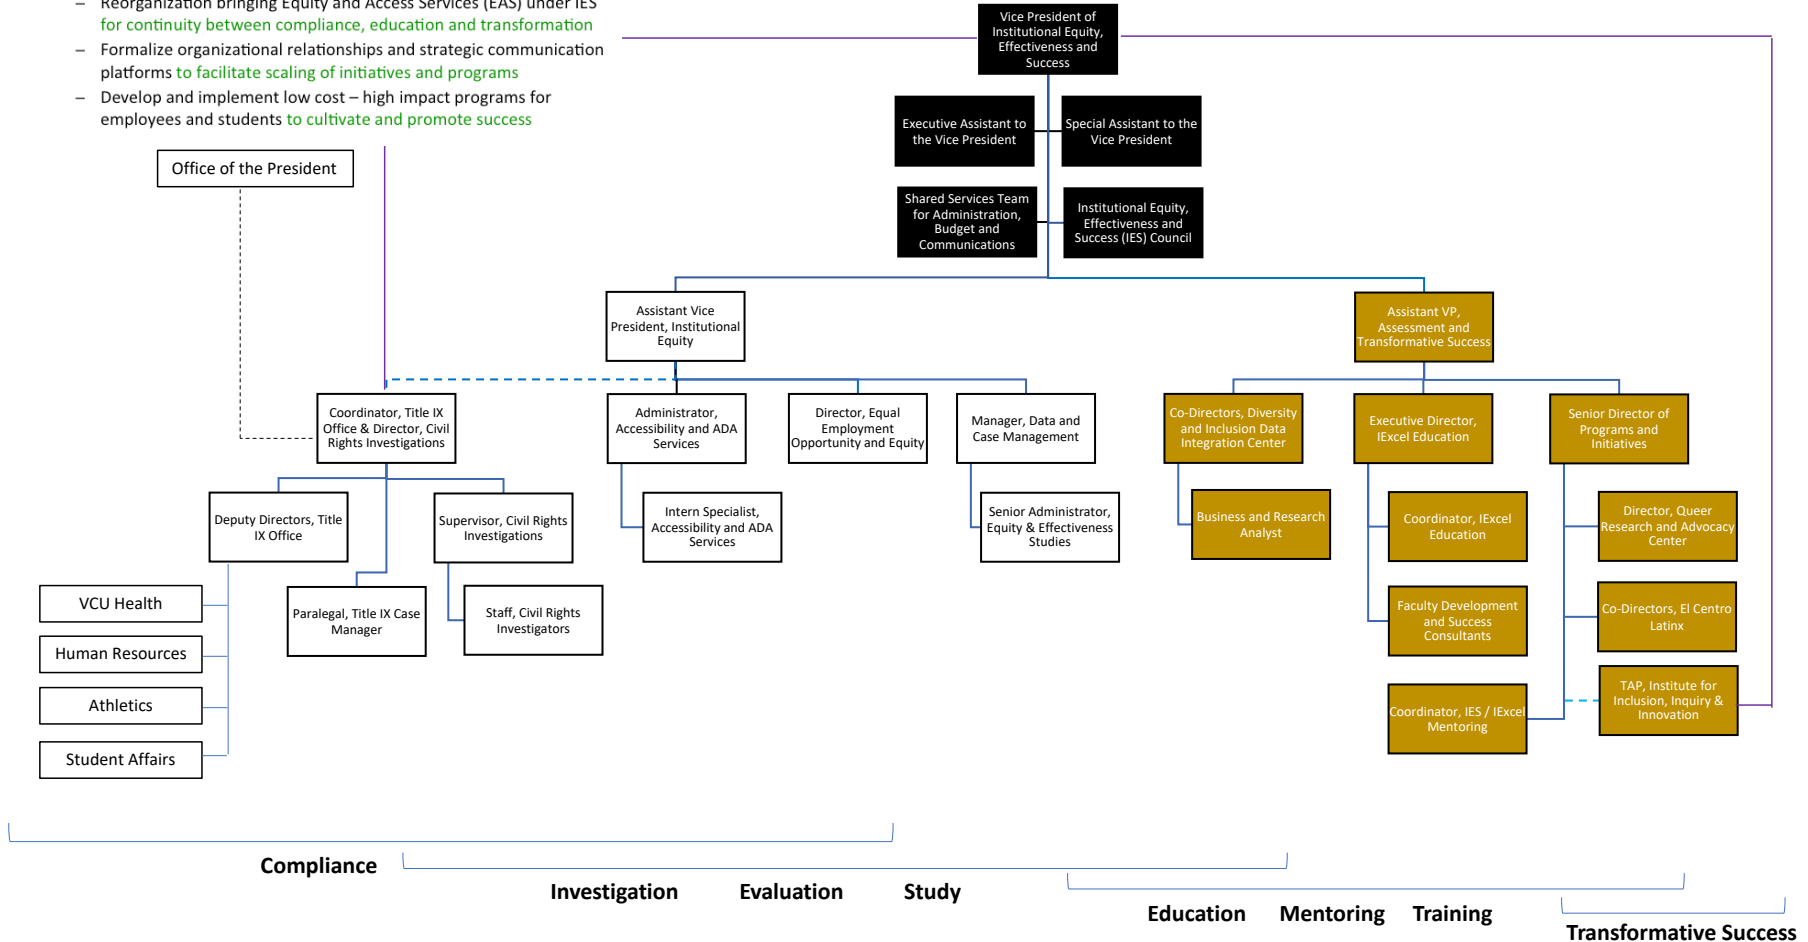 – Reorganization bringing Equity and Access Services (EAS) under IES
for continuity between compliance, education and transformation
– Formalize organizational relationships and strategic communication
platforms to facilitate scaling of initiatives and programs
– Develop and implement low cost – high impact programs for
employees and students to cultivate and promote success
Vice President of
Institutional Equity,
Effectiveness and
Success
Executive Assistant to
the Vice President
Special Assistant to the
Vice President
Shared Services Team
for Administration,
Budget and
Communications
Institutional Equity,
Effectiveness and
Success (IES) Council
Office of the President
Assistant Vice
President, Institutional
Equity
Assistant VP,
Assessment and
Transformative Success
Coordinator, Title IX
Office & Director, Civil
Rights Investigations
Administrator,
Accessibility and ADA
Services
Director, Equal
Employment
Opportunity and Equity
Manager, Data and
Case Management
Co-Directors, Diversity
and Inclusion Data
Integration Center
Executive Director,
IExcel Education
Senior Director of
Programs and
Initiatives
Deputy Directors, Title
IX Office
Supervisor, Civil Rights
Investigations
Intern Specialist,
Accessibility and ADA
Services
Senior Administrator,
Equity & Effectiveness
Studies
Business and Research
Analyst
Coordinator, IExcel
Education
Director, Queer
Research and Advocacy
Center
VCU Health
Human Resources
Athletics
Student Affairs
Paralegal, Title IX Case
Manager
Staff, Civil Rights
Investigators
Faculty Development
and Success
Consultants
Co-Directors, El Centro
Latinx
Coordinator, IES / IExcel
Mentoring
TAP, Institute for
Inclusion, Inquiry &
Innovation
Compliance
Investigation Evaluation Study
Education Mentoring Training
Transformative Success